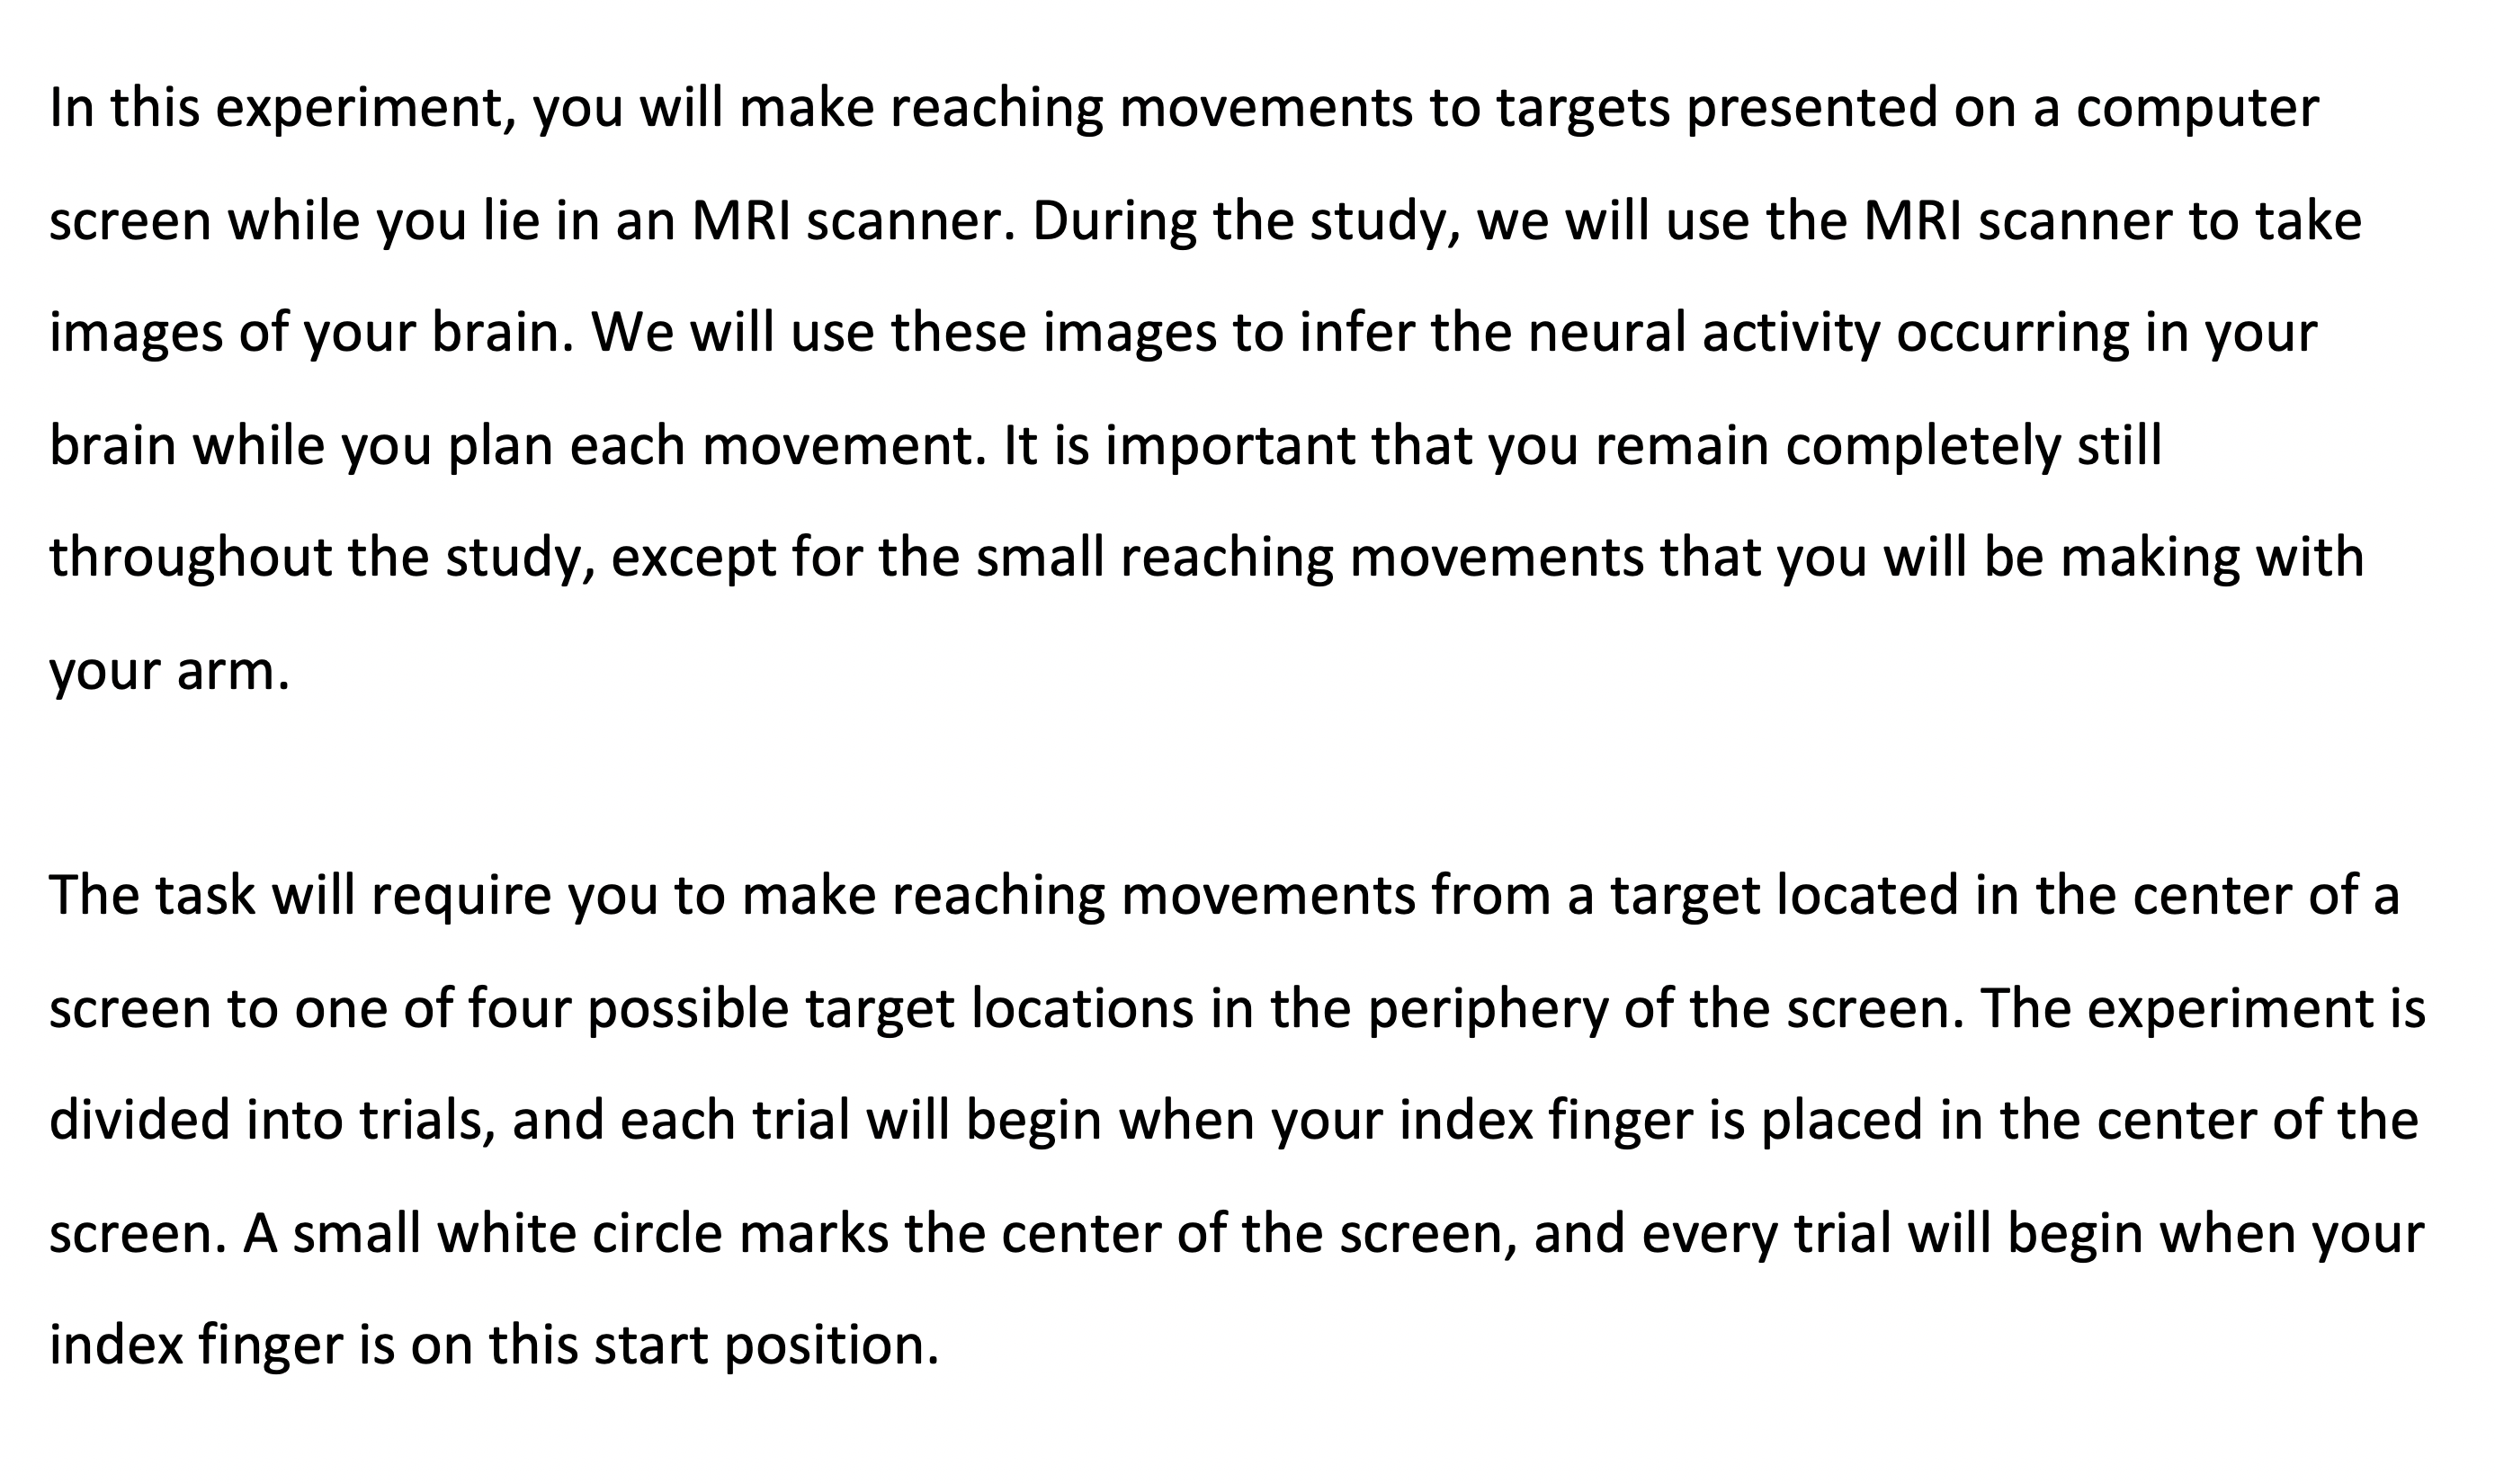 In this experiment, you will make reaching movements to targets presented on a computer
screen while you lie in an MRI scanner. During the study, we will use the MRI scanner to take
images of your brain. We will use these images to infer the neural activity occurring in your
brain while you plan each movement. It is important that you remain completely still
throughout the study, except for the small reaching movements that you will be making with
your arm.
The task will require you to make reaching movements from a target located in the center of a
screen to one of four possible target locations in the periphery of the screen. The experiment is
divided into trials, and each trial will begin when your index finger is placed in the center of the
screen. A small white circle marks the center of the screen, and every trial will begin when your
index finger is on this start position.